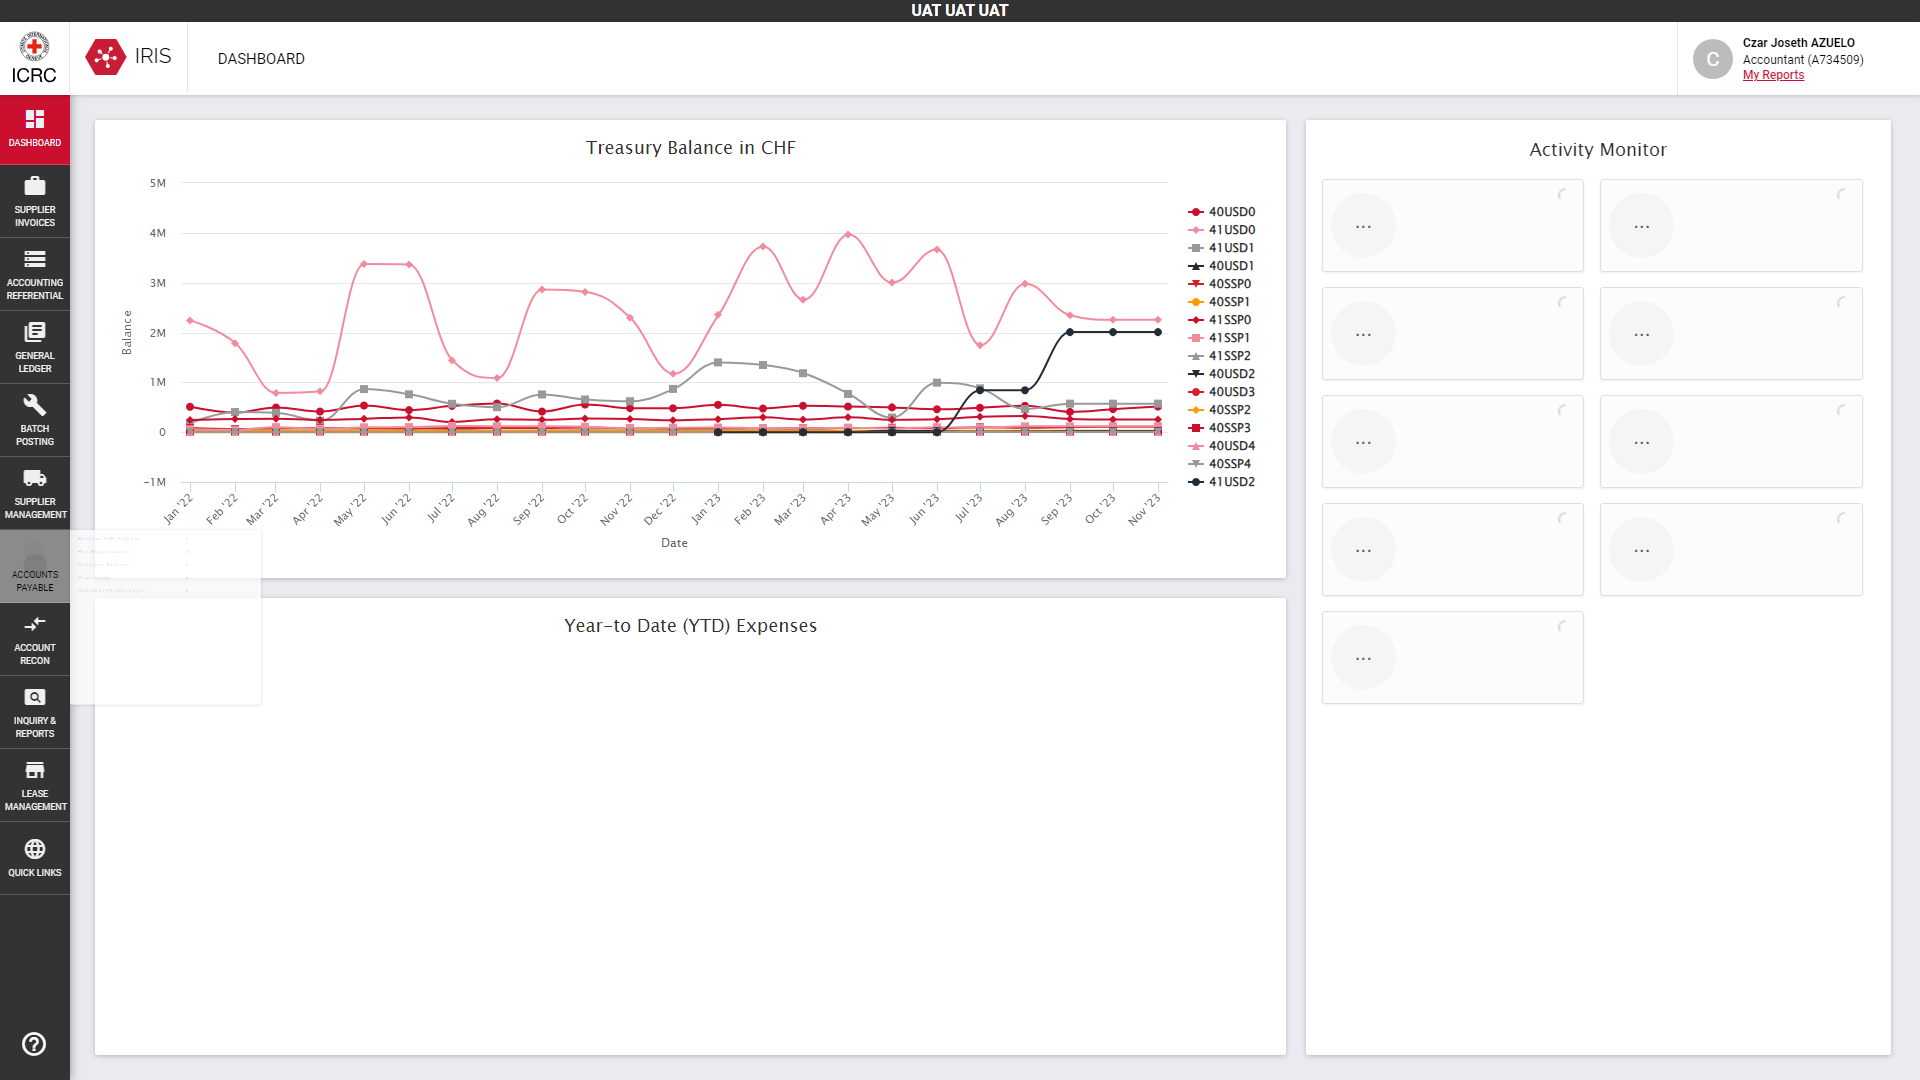 UAT UAT UAT
ICRC
IRIS
DASHBOARD
C
Czar Joseth AZUELO
Accountant (A734509)
My Reports
DASHBOARD
SUPPLIER
INVOICES
ACCOUNTING
REFERENTIAL
GENERAL
LEDGER
BATCH
POSTING
SUPPLIER
MANAGEMENT
ACCOUNTS
PAYABLE
ACCOUNT
RECON
INQUIRY &
REPORTS
LEASE
MANAGEMENT
QUICK LINKS
Treasury Balance in CHF
5M
4M
3M
2M
1M
0
-1M
Balance
Jan '22
Feb '22
Mar '22
Apr '22
May '22
Jun '22
Jul '22
Aug '22
Sep '22
Oct '22
Nov '22
Dec '22
Jan '23
Feb '23
Mar '23
Apr '23
May '23
Jun '23
Jul '23
Aug '23
Sep '23
Oct '23
Nov '23
Date
40USD0
41USD0
41USD1
40USD1
40SSP0
40SSP1
41SSP0
41SSP1
41SSP2
40USD2
40USD3
40SSP2
40SSP3
40USD4
40SSP4
41USD2
Year-to Date (YTD) Expenses
Activity Monitor
... ...
... ...
... ...
... ...
...